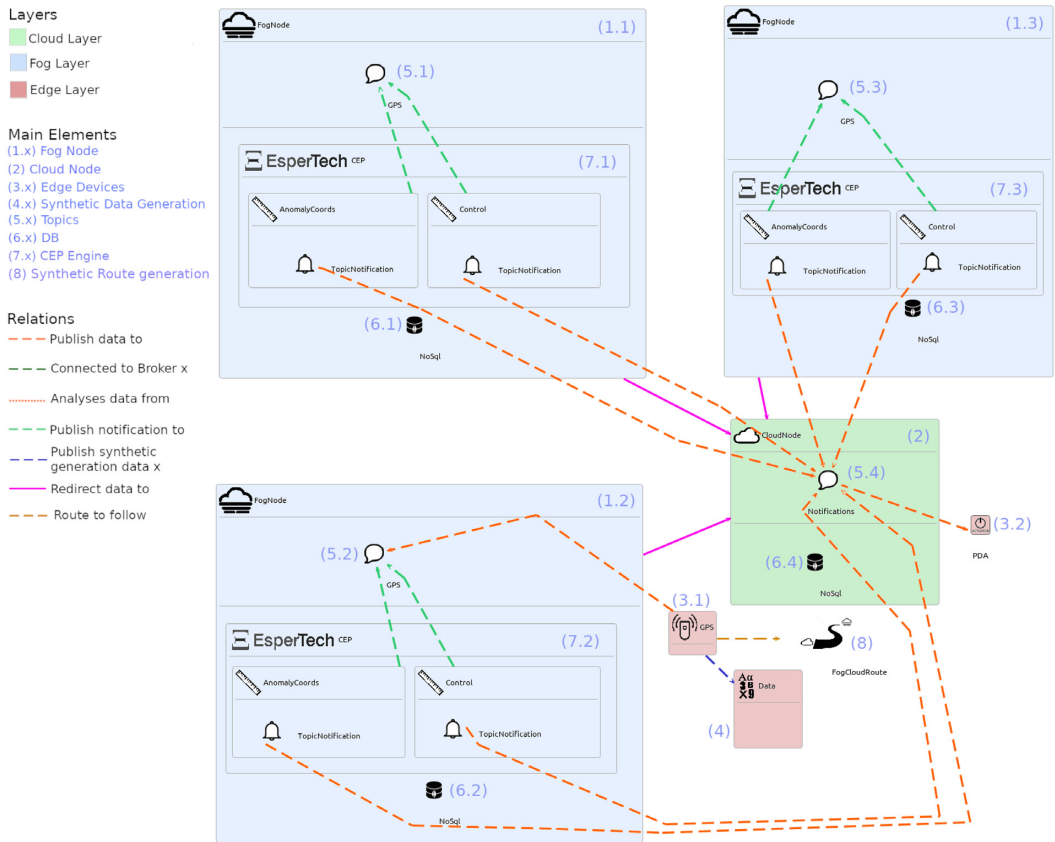 Layers
Cloud Layer
Fog Layer
Edge Layer
Main Elements
(1.x) Fog Node
(2) Cloud Node
(3.x) Edge Devices
(4.x) Synthetic Data Generation
(5.x) Topics
(6.x) DB
(7.x) CEP Engine
(8) Synthetic Route generation
Relations
Publish data to
Connected to Broker x
Analyses data from
Publish notification to
Publish synthetic
generation data x
Redirect data to
Route to follow
FogNode
(1.1)
(5.1)
GPS
EsperTech CEP
(7.1)
AnomalyCoords
Control
TopicNotification
TopicNotification
(6.1)
NoSql
FogNode
(1.3)
(5.3)
GPS
EsperTech CEP
(7.3)
AnomalyCoords
Control
TopicNotification
TopicNotification
(6.3)
NoSql
CloudNode
(2)
(5.4)
Notifications
(6.4)
NoSql
(3.2)
PDA
FogNode
(1.2)
(5.2)
GPS
EsperTech CEP
(7.2)
AnomalyCoords
Control
TopicNotification
TopicNotification
(6.2)
NoSql
(3.1)
GPS
(8)
FogCloudRoute
Data
(4)